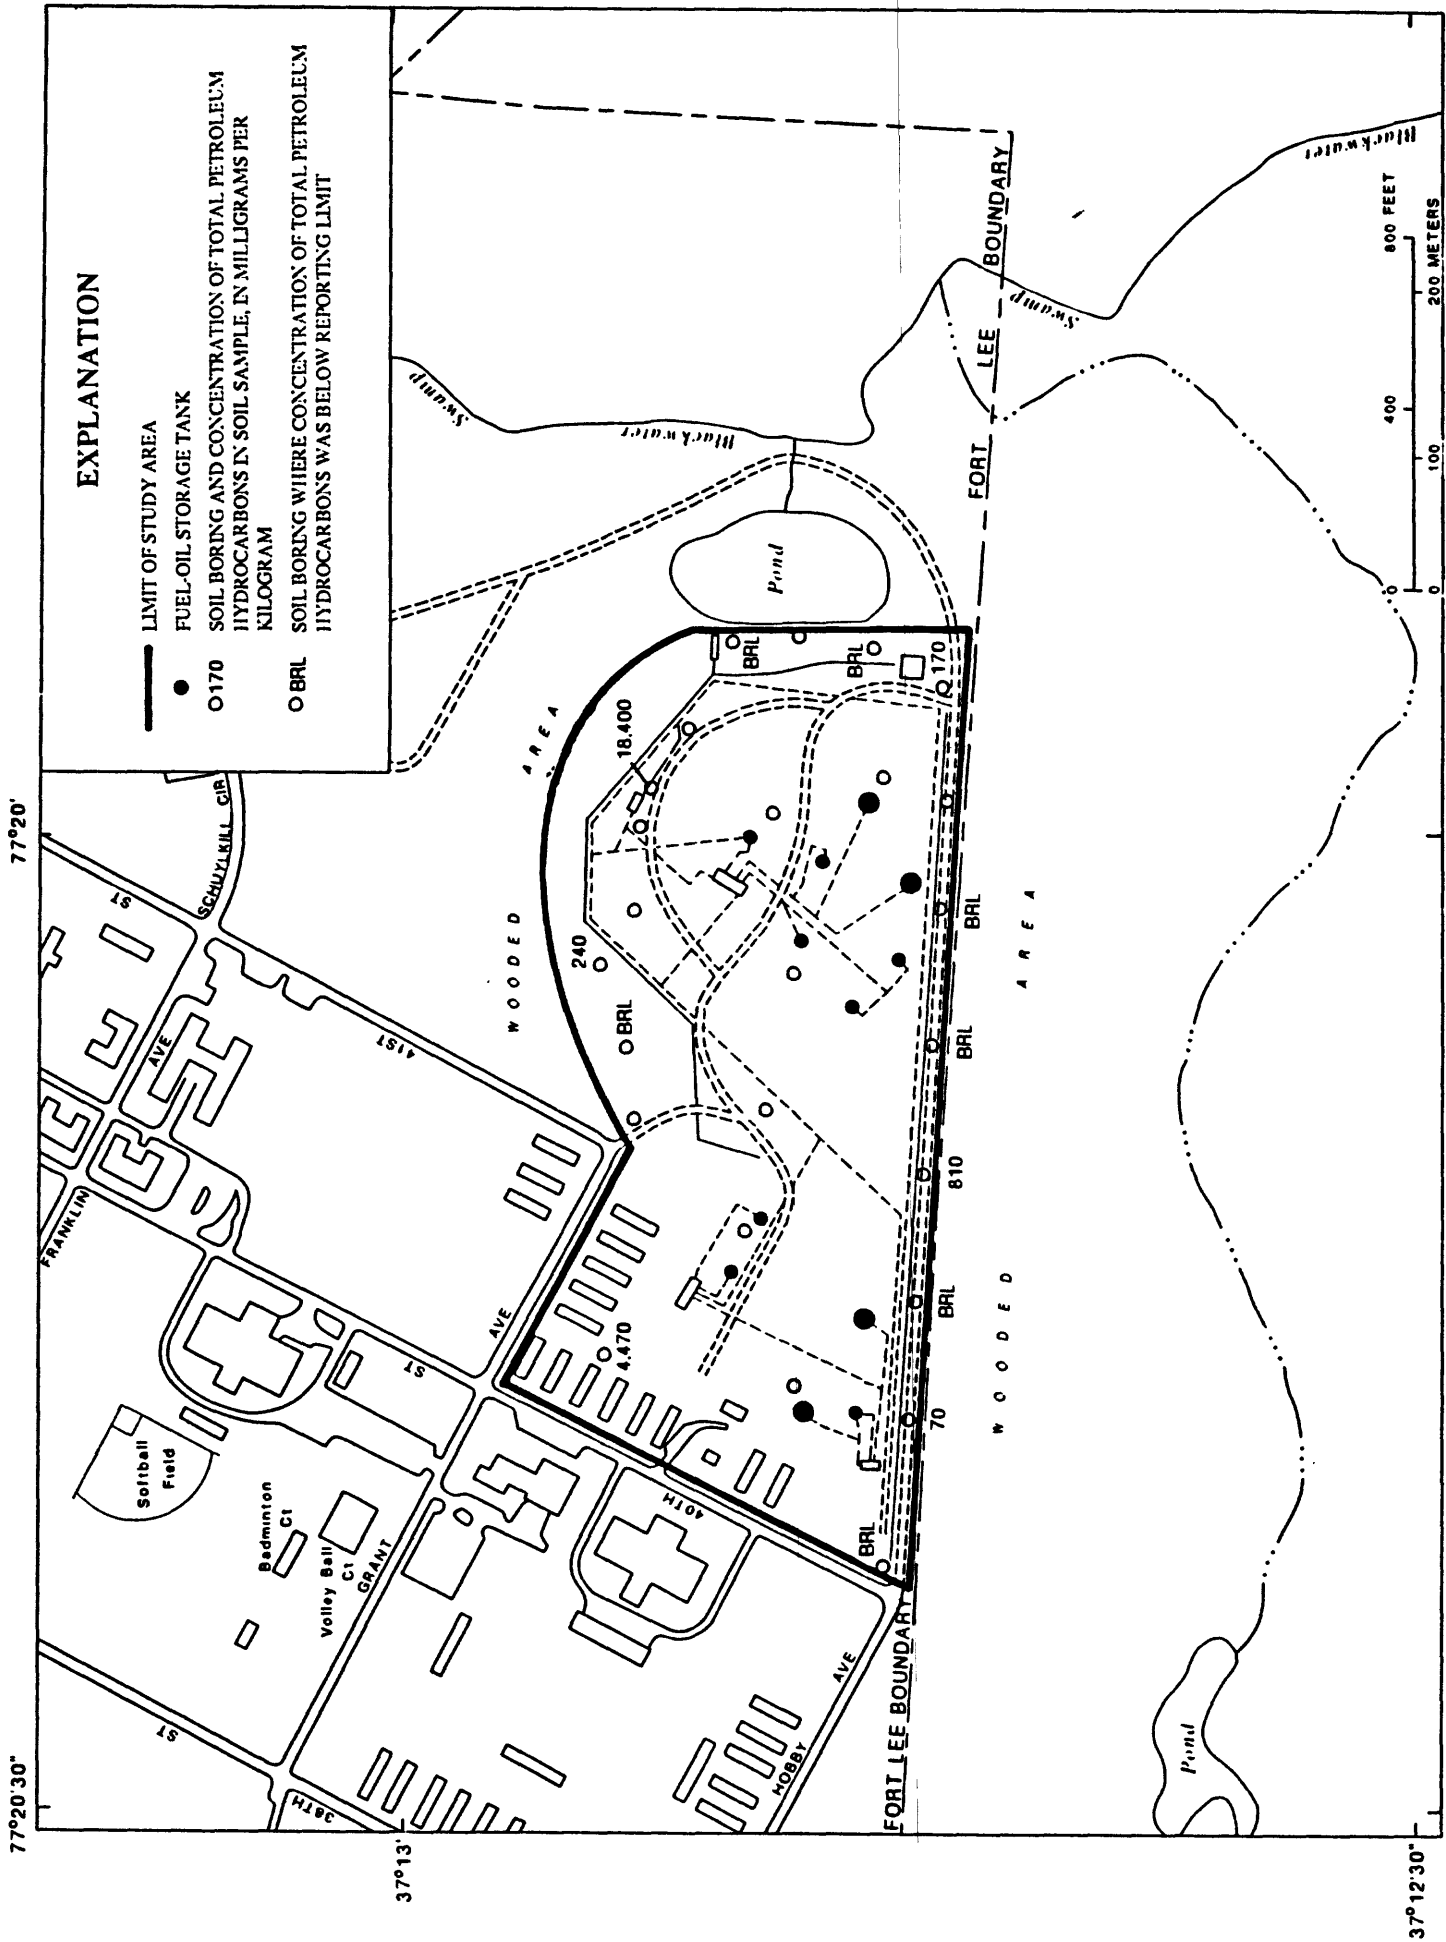 EXPLANATION
LIMIT OF STUDY AREA
FUEL-OIL STORAGE TANK
170 SOIL BORING AND CONCENTRATION OF TOTAL PETROLEUM
HYDROCARBONS IN SOIL SAMPLE, IN MILLIGRAMS PER
KILOGRAM
BRL SOIL BORING WHERE CONCENTRATION OF TOTAL PETROLEUM
HYDROCARBONS WAS BELOW REPORTING LIMIT
77°20'30"
77°20'
37°13'
37°12'30"
ST
38TH
FRANKLIN
AVE
ST
SCHUYLKILL CIR
41ST
Softball
Field
Badminton
Ct
Volley Ball
Ct
GRANT
ST
AVE
40TH
HOBBY
AVE
WOODED
AREA
240
BRL
18.400
4.470
BRL
BRL
170
BRL
BRL
810
BRL
70
BRL
WOODED
AREA
Pond
Blackwater
Swamp
FORT LEE BOUNDARY
FORT LEE BOUNDARY
Swamp
Blackwater
Pond
0 400 800 FEET
0 100 200 METERS